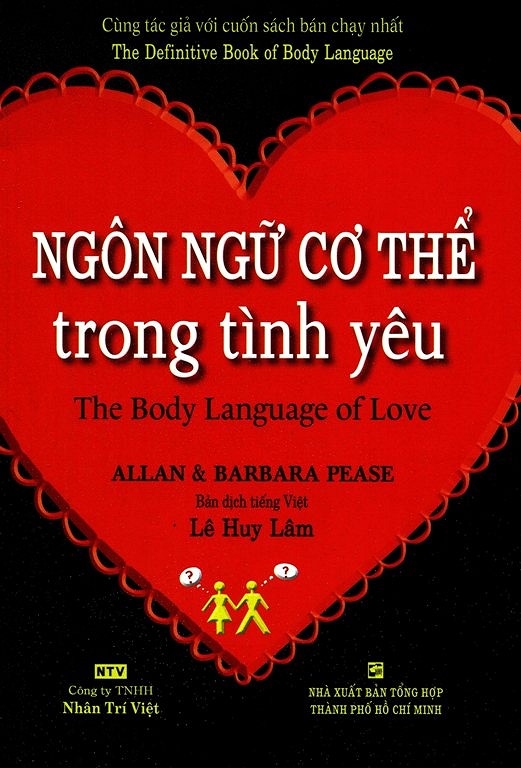 Cùng tác giả với cuốn sách bán chạy nhất
The Definitive Book of Body Language
NGÔN NGỮ CƠ THỂ
trong tình yêu
The Body Language of Love
ALLAN & BARBARA PEASE
Bản dịch tiếng Việt
Lê Huy Lâm
? ?
NTV
Công ty TNHH
Nhân Trí Việt
NHÀ XUẤT BẢN TỔNG HỢP
THÀNH PHỐ HỒ CHÍ MINH